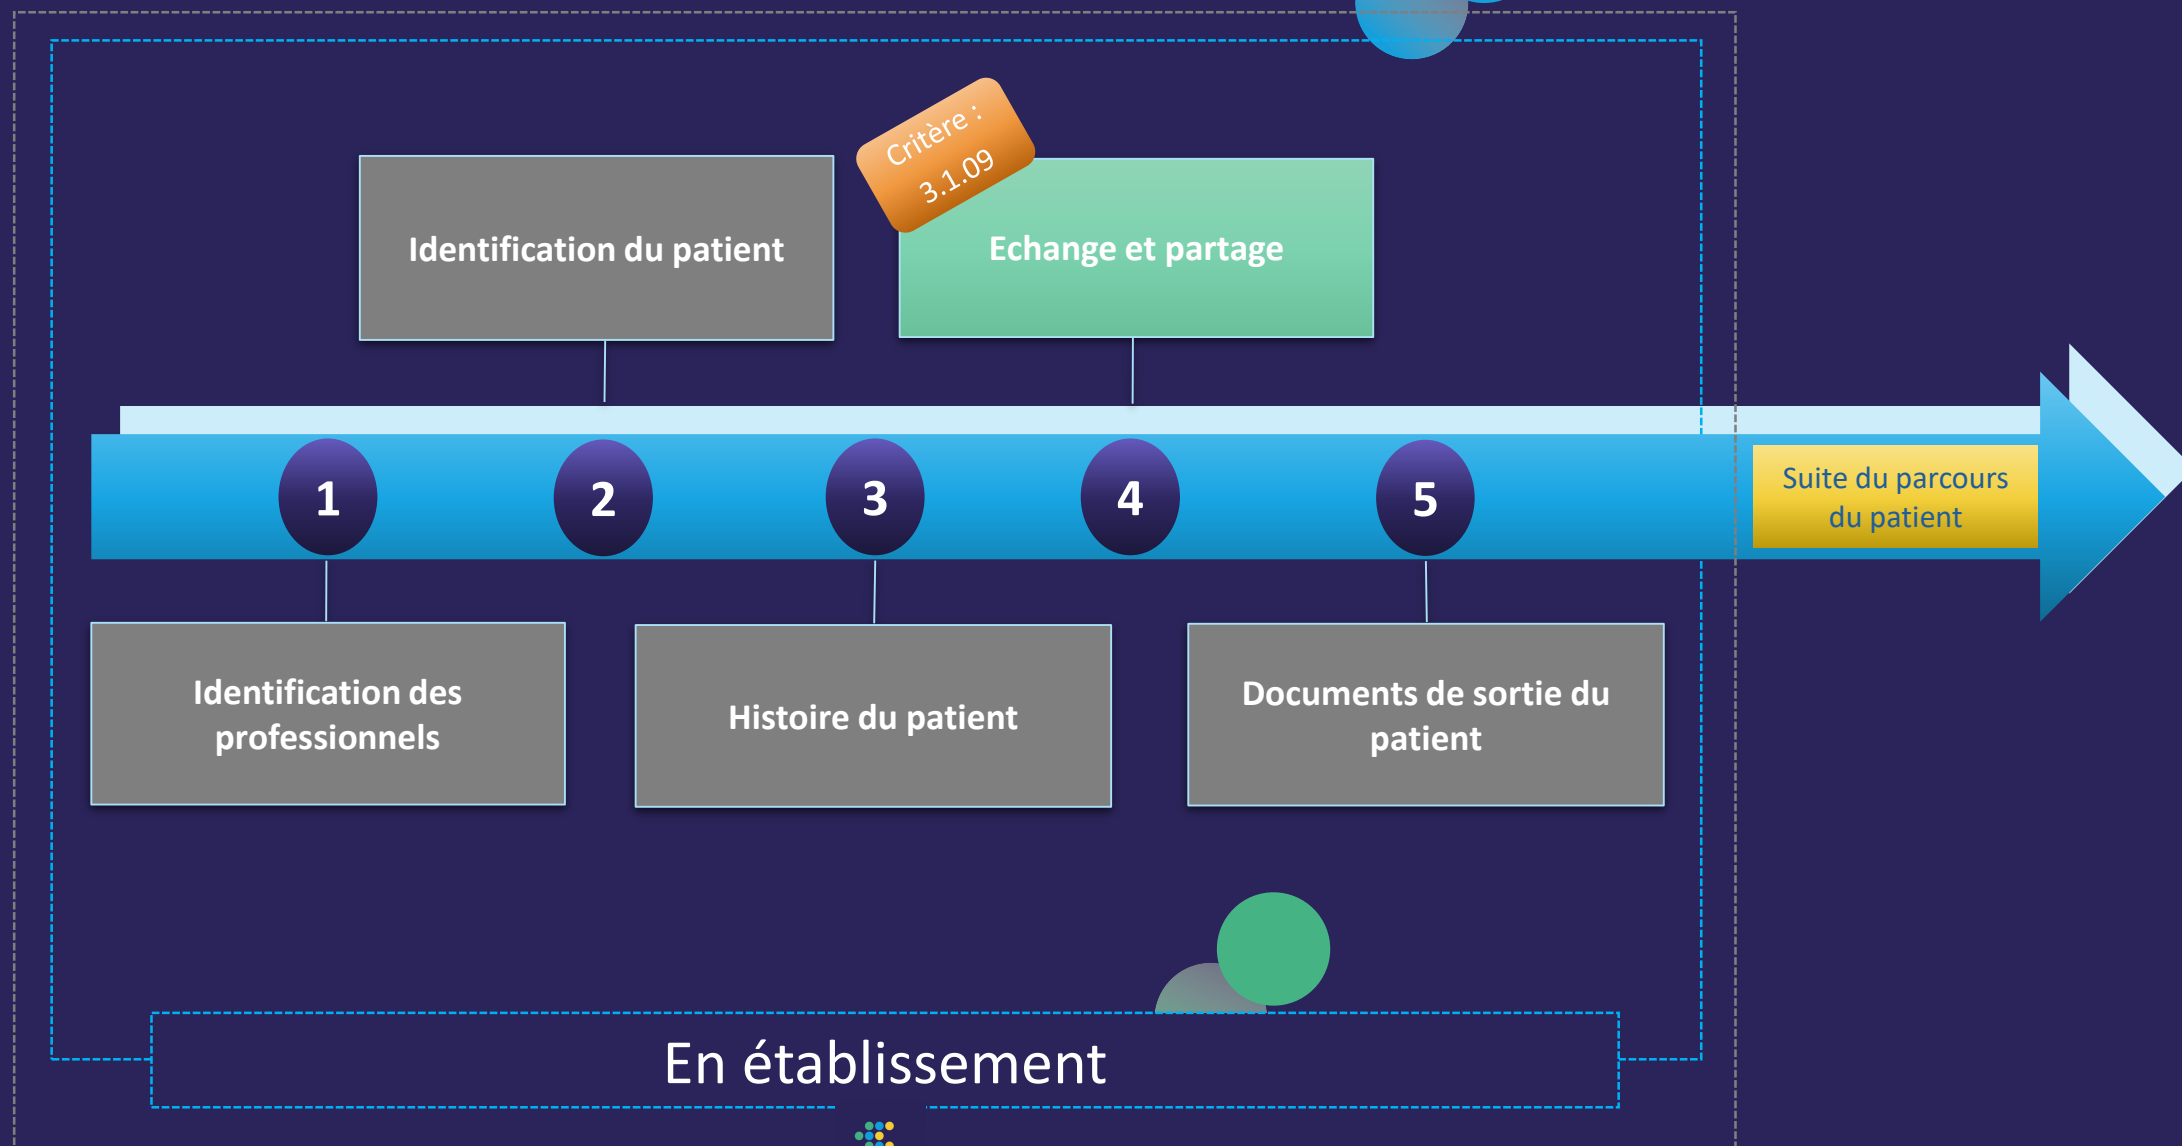 Critère :
3.1.09
Identification du patient
Echange et partage
1
2
3
4
5
Suite du parcours
du patient
Identification des
professionnels
Histoire du patient
Documents de sortie du
patient
En établissement